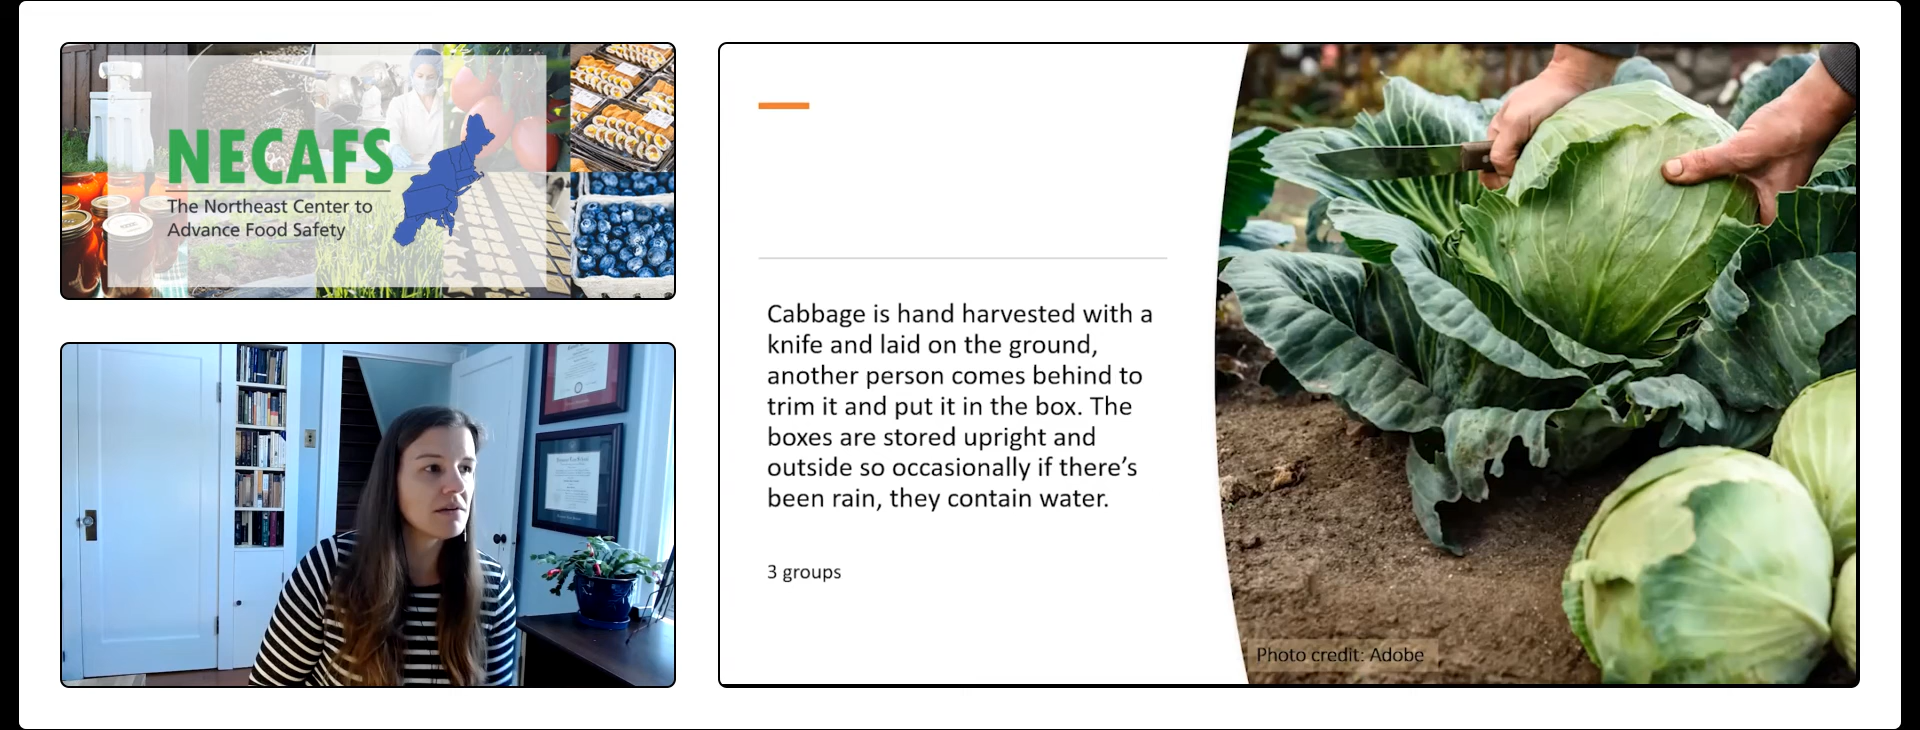 NECAFS
The Northeast Center to
Advance Food Safety
Cabbage is hand harvested with a
knife and laid on the ground,
another person comes behind to
trim it and put it in the box. The
boxes are stored upright and
outside so occasionally if there’s
been rain, they contain water.
3 groups
Photo credit: Adobe